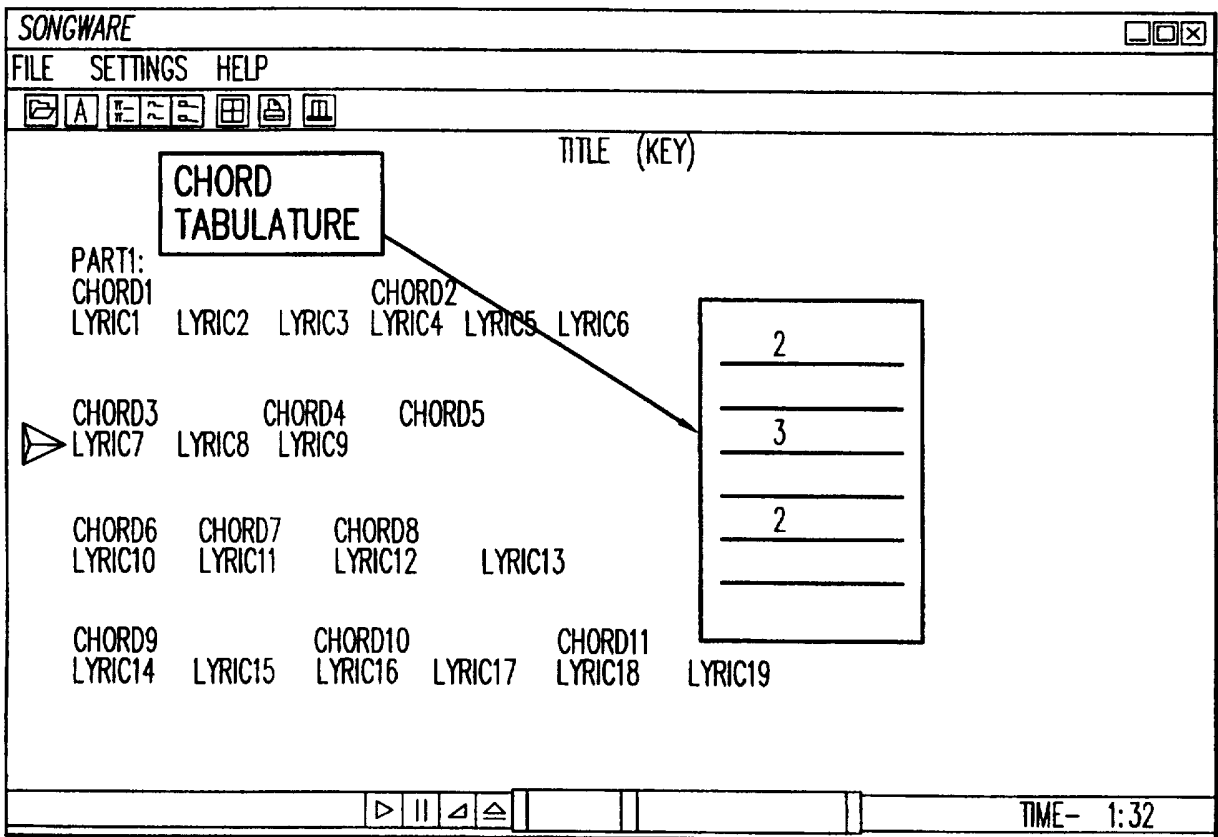 SONGWARE
FILE SETTINGS HELP
A
TITLE (KEY)
CHORD
TABULATURE
PART1:
CHORD1 CHORD2
LYRIC1 LYRIC2 LYRIC3 LYRIC4 LYRIC5 LYRIC6
CHORD3 CHORD4 CHORD5
LYRIC7 LYRIC8 LYRIC9
CHORD6 CHORD7 CHORD8
LYRIC10 LYRIC11 LYRIC12 LYRIC13
CHORD9 CHORD10 CHORD11
LYRIC14 LYRIC15 LYRIC16 LYRIC17 LYRIC18 LYRIC19
2
3
2
TIME- 1:32